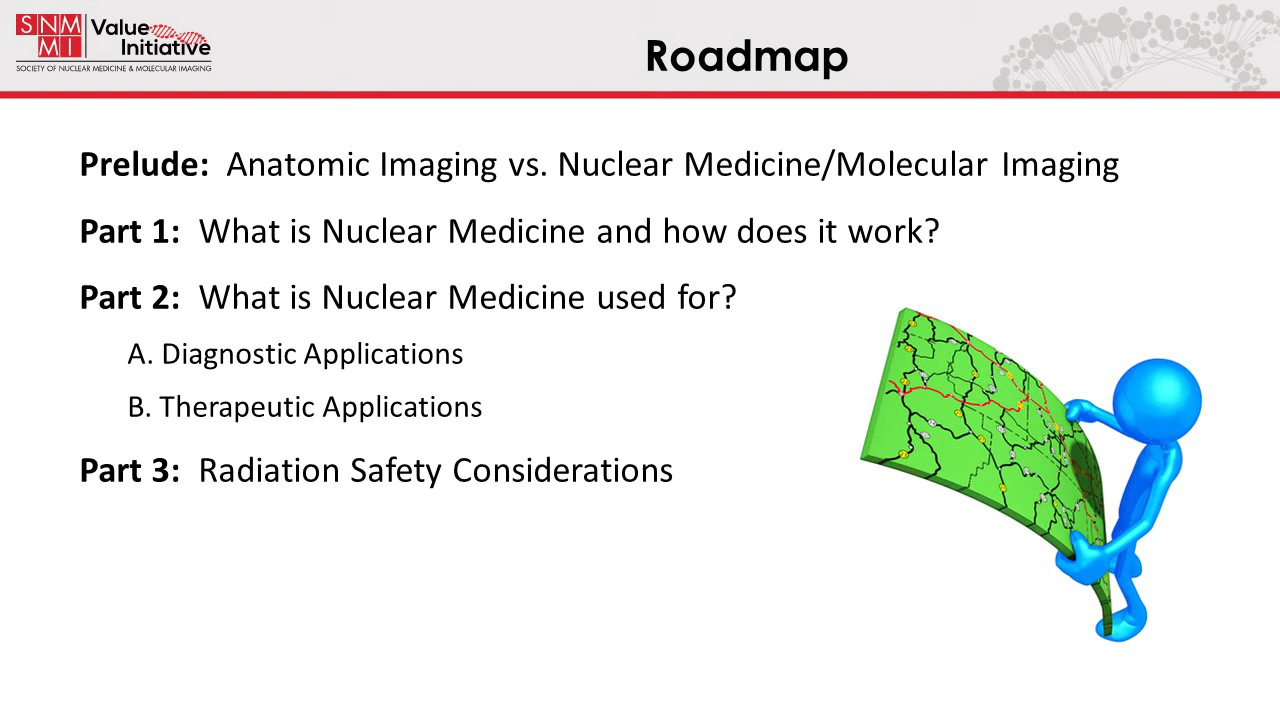 SNM
MI
Value
Initiative
SOCIETY OF NUCLEAR MEDICINE & MOLECULAR IMAGING
Roadmap
Prelude: Anatomic Imaging vs. Nuclear Medicine/Molecular Imaging
Part 1: What is Nuclear Medicine and how does it work?
Part 2: What is Nuclear Medicine used for?
A. Diagnostic Applications
B. Therapeutic Applications
Part 3: Radiation Safety Considerations